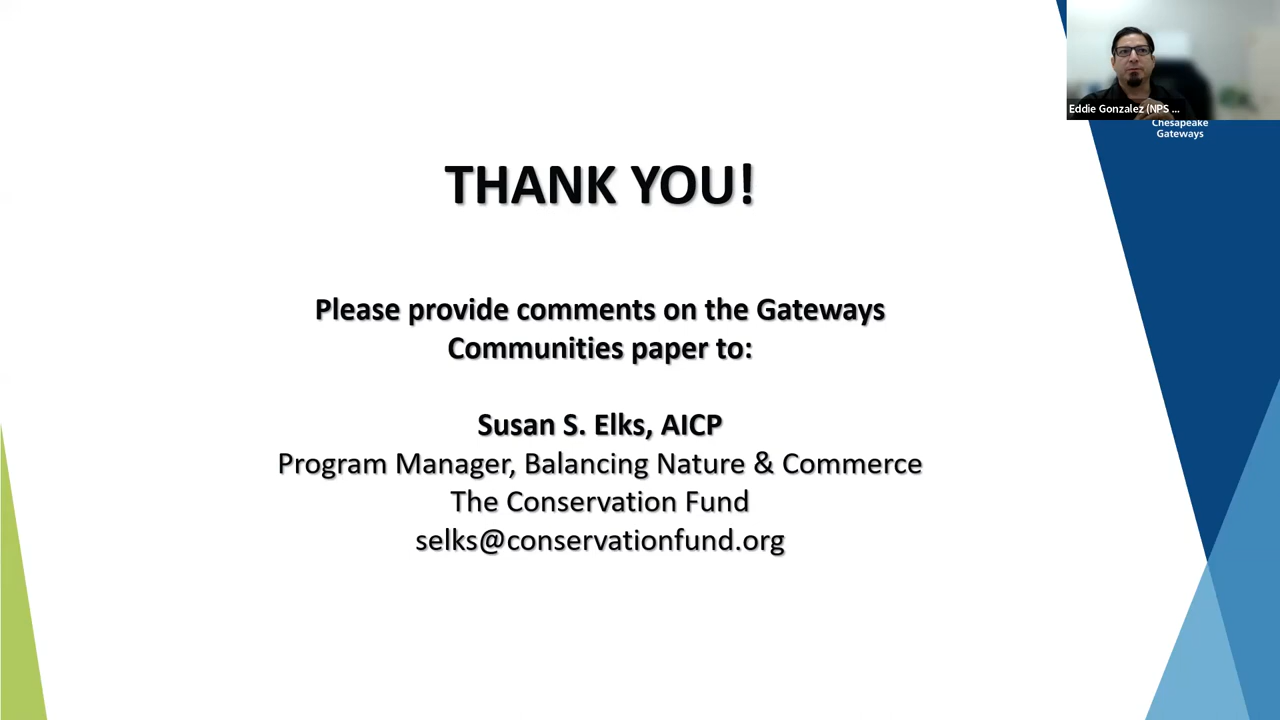 Eddie Gonzalez (NPS ...
Chesapeake
Gateways
THANK YOU!
Please provide comments on the Gateways
Communities paper to:
Susan S. Elks, AICP
Program Manager, Balancing Nature & Commerce
The Conservation Fund
selks@conservationfund.org